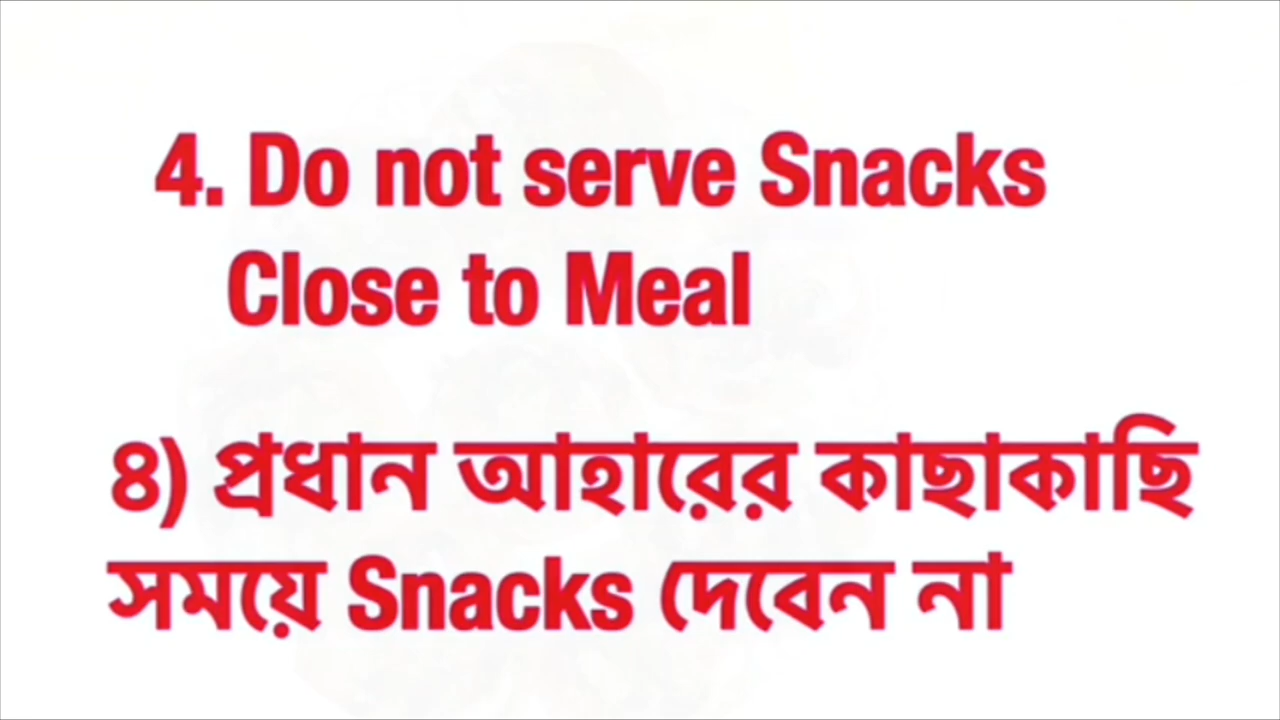 4. Do not serve Snacks
Close to Meal
৪) প্রধান আহারের কাছাকাছি
সময়ে Snacks দেবেন না